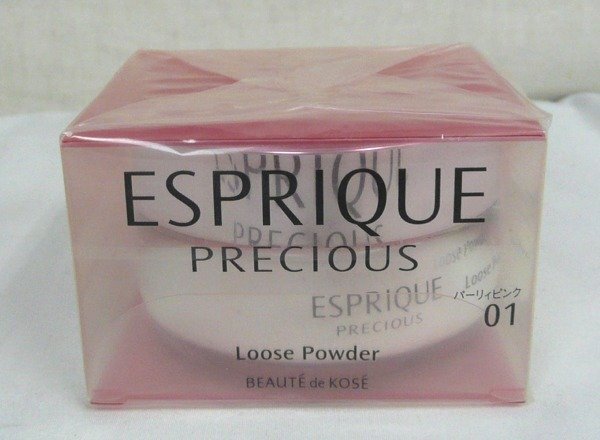 ESPRIQUE
PRECIOUS
ESPRIQUE
PRECIOUS
パーリィピンク
01
Loose Powder
BEAUTÉ de KOSÉ